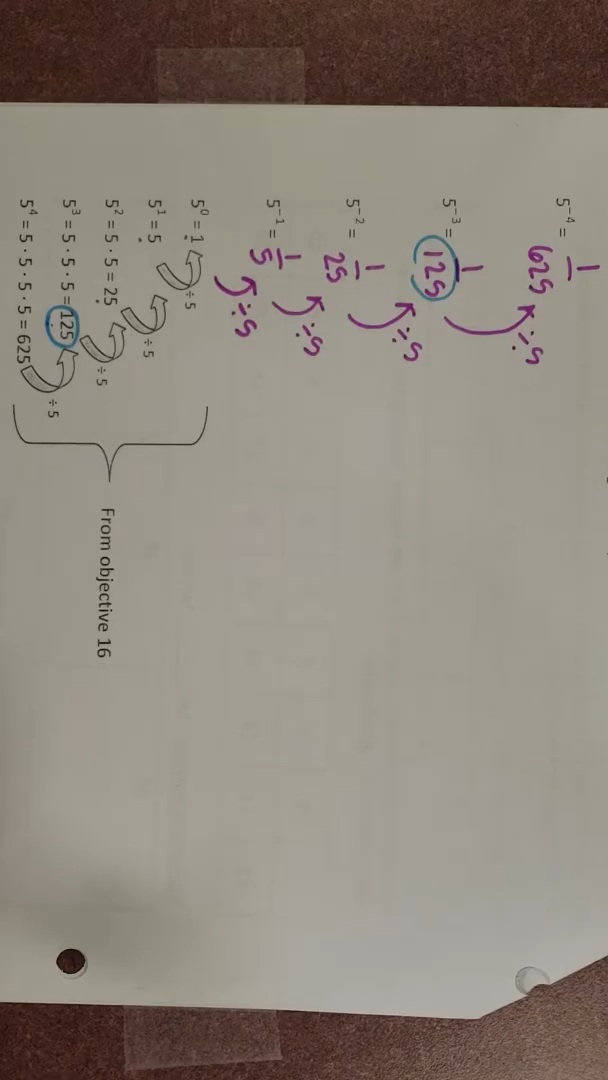 5⁻⁴ = 1/625
÷5
5⁻³ = 1/125
÷5
5⁻² = 1/25
÷5
5⁻¹ = 1/5
÷5
5⁰ = 1
÷ 5
5¹ = 5
÷ 5
5² = 5 · 5 = 25
÷ 5
5³ = 5 · 5 · 5 = 125
÷ 5
5⁴ = 5 · 5 · 5 · 5 = 625
From objective 16